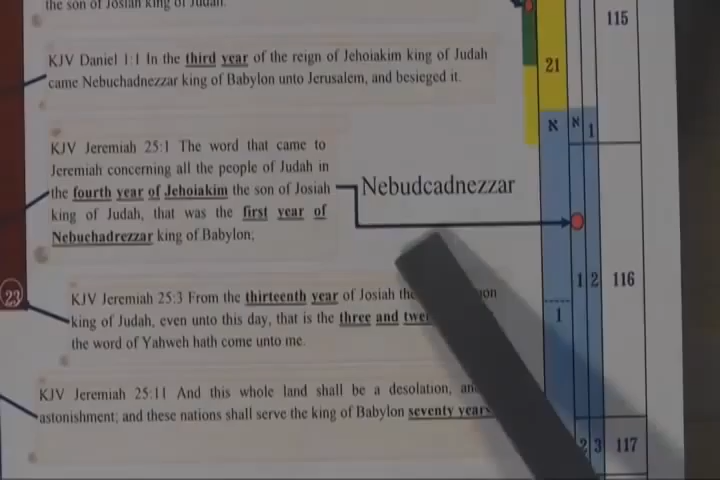 the son of Josiah king of Judah.
KJV Daniel 1:1 In the third year of the reign of Jehoiakim king of Judah
came Nebuchadnezzar king of Babylon unto Jerusalem, and besieged it.
KJV Jeremiah 25:1 The word that came to
Jeremiah concerning all the people of Judah in
the fourth year of Jehoiakim the son of Josiah
king of Judah, that was the first year of
Nebuchadrezzar king of Babylon;
Nebudcadnezzar
23
KJV Jeremiah 25:3 From the thirteenth year of Josiah the
king of Judah, even unto this day, that is the three and
the word of Yahweh hath come unto me.
KJV Jeremiah 25:11 And this whole land shall be a desolation,
astonishment; and these nations shall serve the king of Babylon seventy years
115
21
א א 1
1 2 116
1
2 3 117